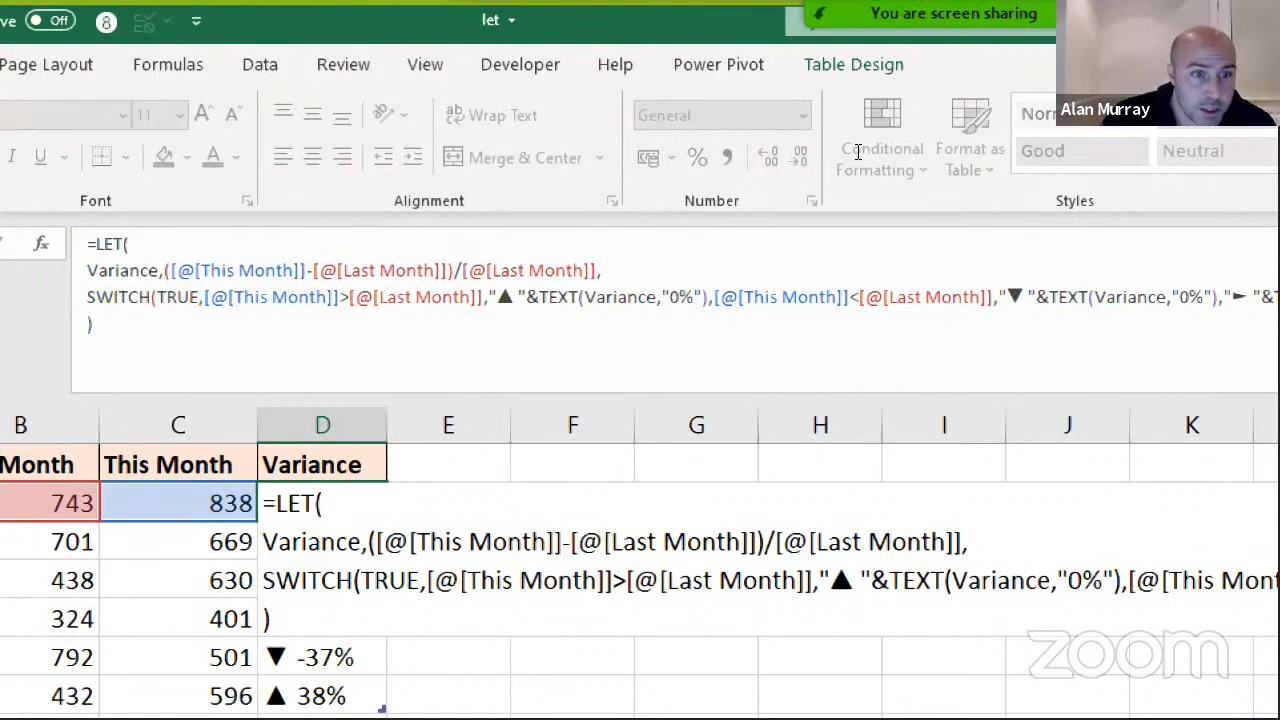 ve Off 8 let You are screen sharing
Page Layout Formulas Data Review View Developer Help Power Pivot Table Design
Alan Murray
11 A A ab Wrap Text General
I U A Merge & Center % Conditional Formatting Format as Table Good Neutral
Font Alignment Number Styles
fx =LET(
Variance,([@[This Month]]-[@[Last Month]])/[@[Last Month]],
SWITCH(TRUE,[@[This Month]]>[@[Last Month]],"▲ "&TEXT(Variance,"0%"),[@[This Month]]<[@[Last Month]],"▼ "&TEXT(Variance,"0%"),"► "&T
)
B C D E F G H I J K
Month This Month Variance
743 838 =LET(
701 669 Variance,([@[This Month]]-[@[Last Month]])/[@[Last Month]],
438 630 SWITCH(TRUE,[@[This Month]]>[@[Last Month]],"▲ "&TEXT(Variance,"0%"),[@[This Mont
324 401 )
792 501 ▼ -37%
432 596 ▲ 38%
zoom